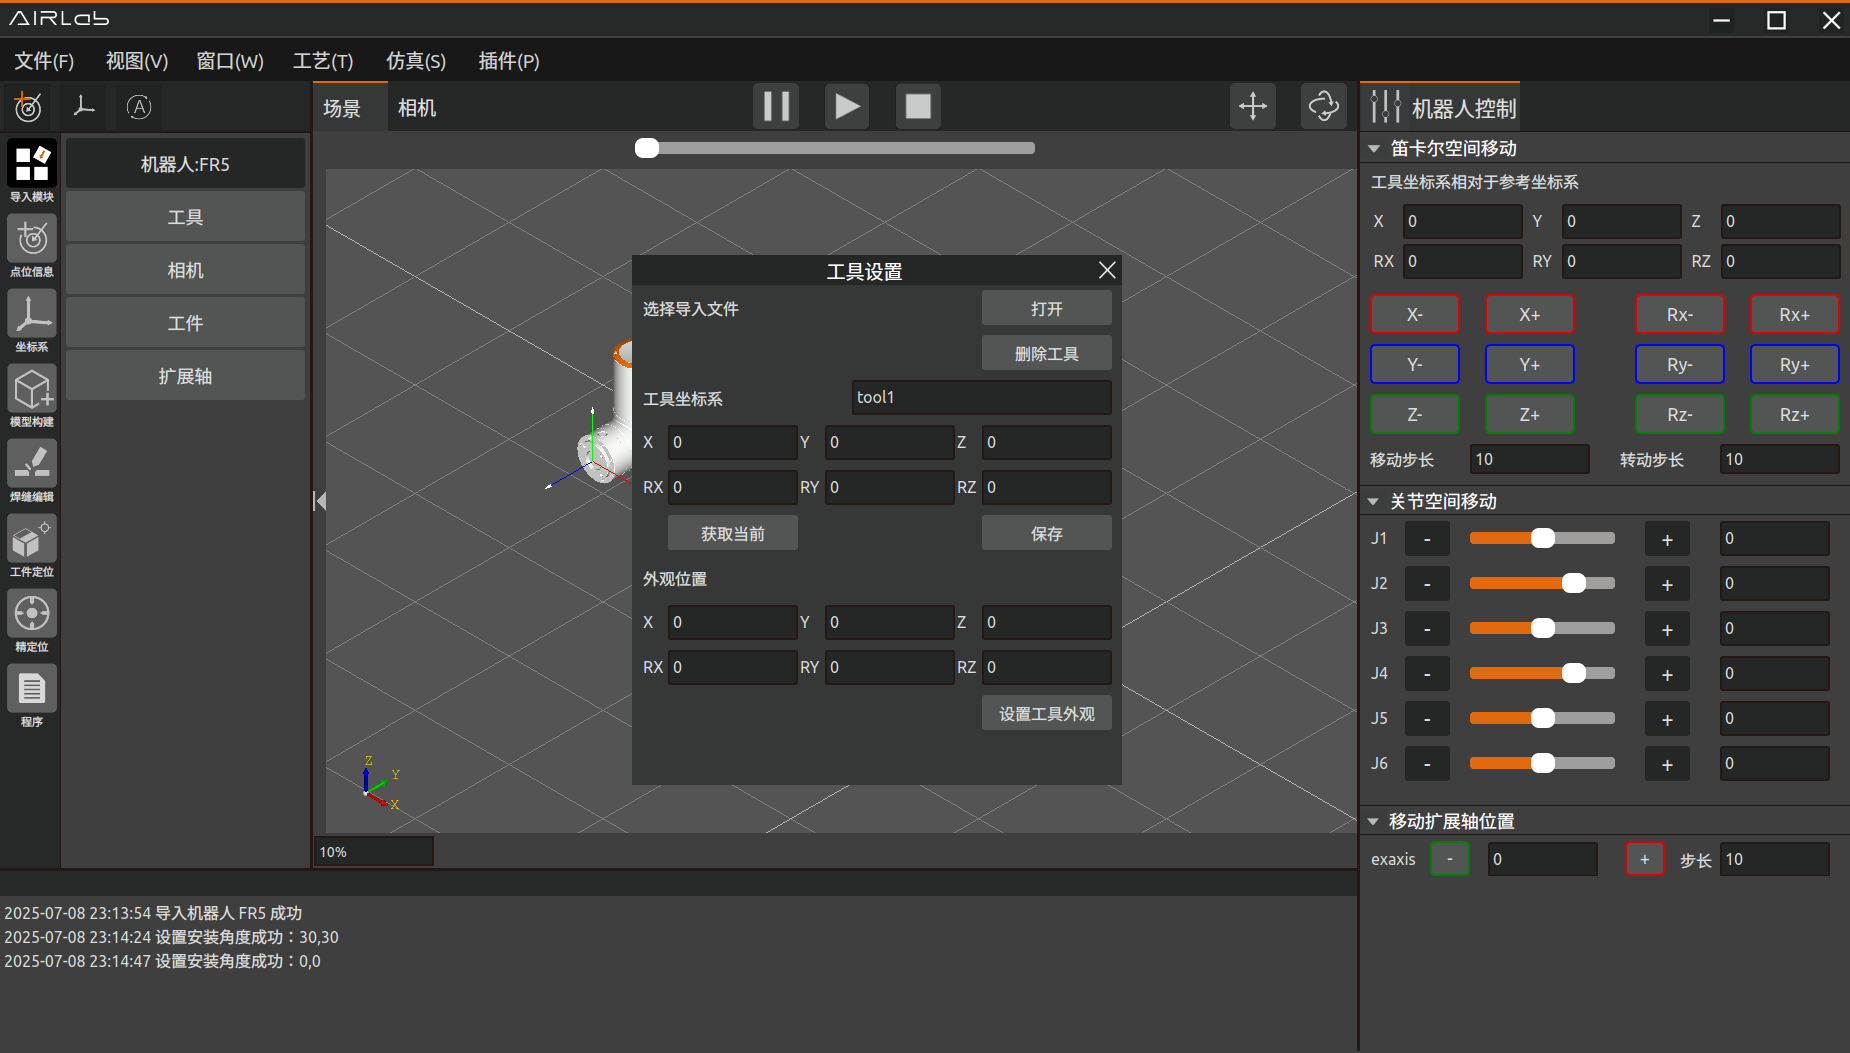 AIRLab
文件(F) 视图(V) 窗口(W) 工艺(T) 仿真(S) 插件(P)
场景 相机
机器人控制
导入模块
点位信息
坐标系
模型构建
焊缝编辑
工件定位
精定位
程序
机器人:FR5
工具
相机
工件
扩展轴
工具设置
选择导入文件 打开
删除工具
工具坐标系 tool1
X 0 Y 0 Z 0
RX 0 RY 0 RZ 0
获取当前 保存
外观位置
X 0 Y 0 Z 0
RX 0 RY 0 RZ 0
设置工具外观
Z
Y
X
10%
笛卡尔空间移动
工具坐标系相对于参考坐标系
X 0 Y 0 Z 0
RX 0 RY 0 RZ 0
X- X+ Rx- Rx+
Y- Y+ Ry- Ry+
Z- Z+ Rz- Rz+
移动步长 10 转动步长 10
关节空间移动
J1 - + 0
J2 - + 0
J3 - + 0
J4 - + 0
J5 - + 0
J6 - + 0
移动扩展轴位置
exaxis - 0 + 步长 10
2025-07-08 23:13:54 导入机器人 FR5 成功
2025-07-08 23:14:24 设置安装角度成功：30,30
2025-07-08 23:14:47 设置安装角度成功：0,0